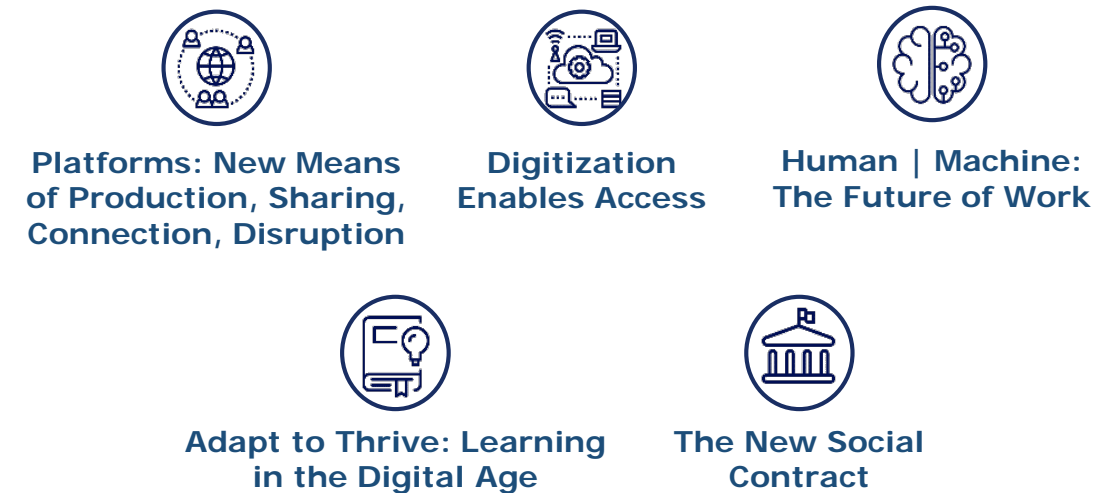 Platforms: New Means
of Production, Sharing,
Connection, Disruption
Digitization
Enables Access
Human | Machine:
The Future of Work
Adapt to Thrive: Learning
in the Digital Age
The New Social
Contract